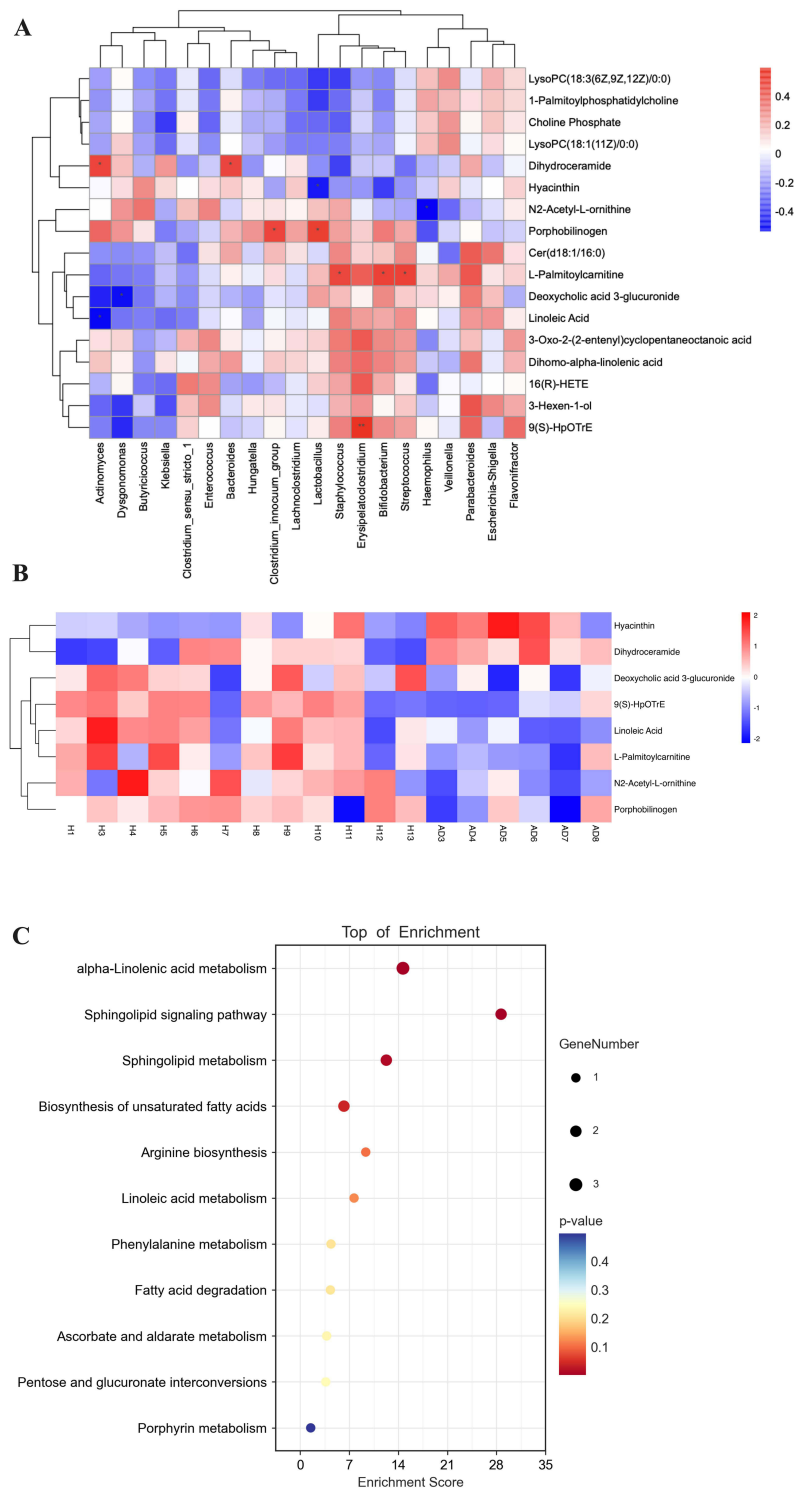 A
LysoPC(18:3(6Z,9Z,12Z)/0:0)
1-Palmitoylphosphatidylcholine
Choline Phosphate
LysoPC(18:1(11Z)/0:0)
Dihydroceramide
Hyacinthin
N2-Acetyl-L-ornithine
Porphobilinogen
Cer(d18:1/16:0)
L-Palmitoylcarnitine
Deoxycholic acid 3-glucuronide
Linoleic Acid
3-Oxo-2-(2-entenyl)cyclopentaneoctanoic acid
Dihomo-alpha-linolenic acid
16(R)-HETE
3-Hexen-1-ol
9(S)-HpOTrE
0.4
0.2
0
-0.2
-0.4
Actinomyces
Dysgonomonas
Butyricicoccus
Klebsiella
Clostridium_sensu_stricto_1
Enterococcus
Bacteroides
Hungatella
Clostridium_innocuum_group
Lachnoclostridium
Lactobacillus
Staphylococcus
Erysipelatoclostridium
Bifidobacterium
Streptococcus
Haemophilus
Veillonella
Parabacteroides
Escherichia-Shigella
Flavonifractor
B
Hyacinthin
Dihydroceramide
Deoxycholic acid 3-glucuronide
9(S)-HpOTrE
Linoleic Acid
L-Palmitoylcarnitine
N2-Acetyl-L-ornithine
Porphobilinogen
2
1
0
-1
-2
H1
H3
H4
H5
H6
H7
H8
H9
H10
H11
H12
H13
AD3
AD4
AD5
AD6
AD7
AD8
C
Top of Enrichment
alpha-Linolenic acid metabolism
Sphingolipid signaling pathway
Sphingolipid metabolism
Biosynthesis of unsaturated fatty acids
Arginine biosynthesis
Linoleic acid metabolism
Phenylalanine metabolism
Fatty acid degradation
Ascorbate and aldarate metabolism
Pentose and glucuronate interconversions
Porphyrin metabolism
0 7 14 21 28 35
Enrichment Score
GeneNumber
1
2
3
p-value
0.4
0.3
0.2
0.1